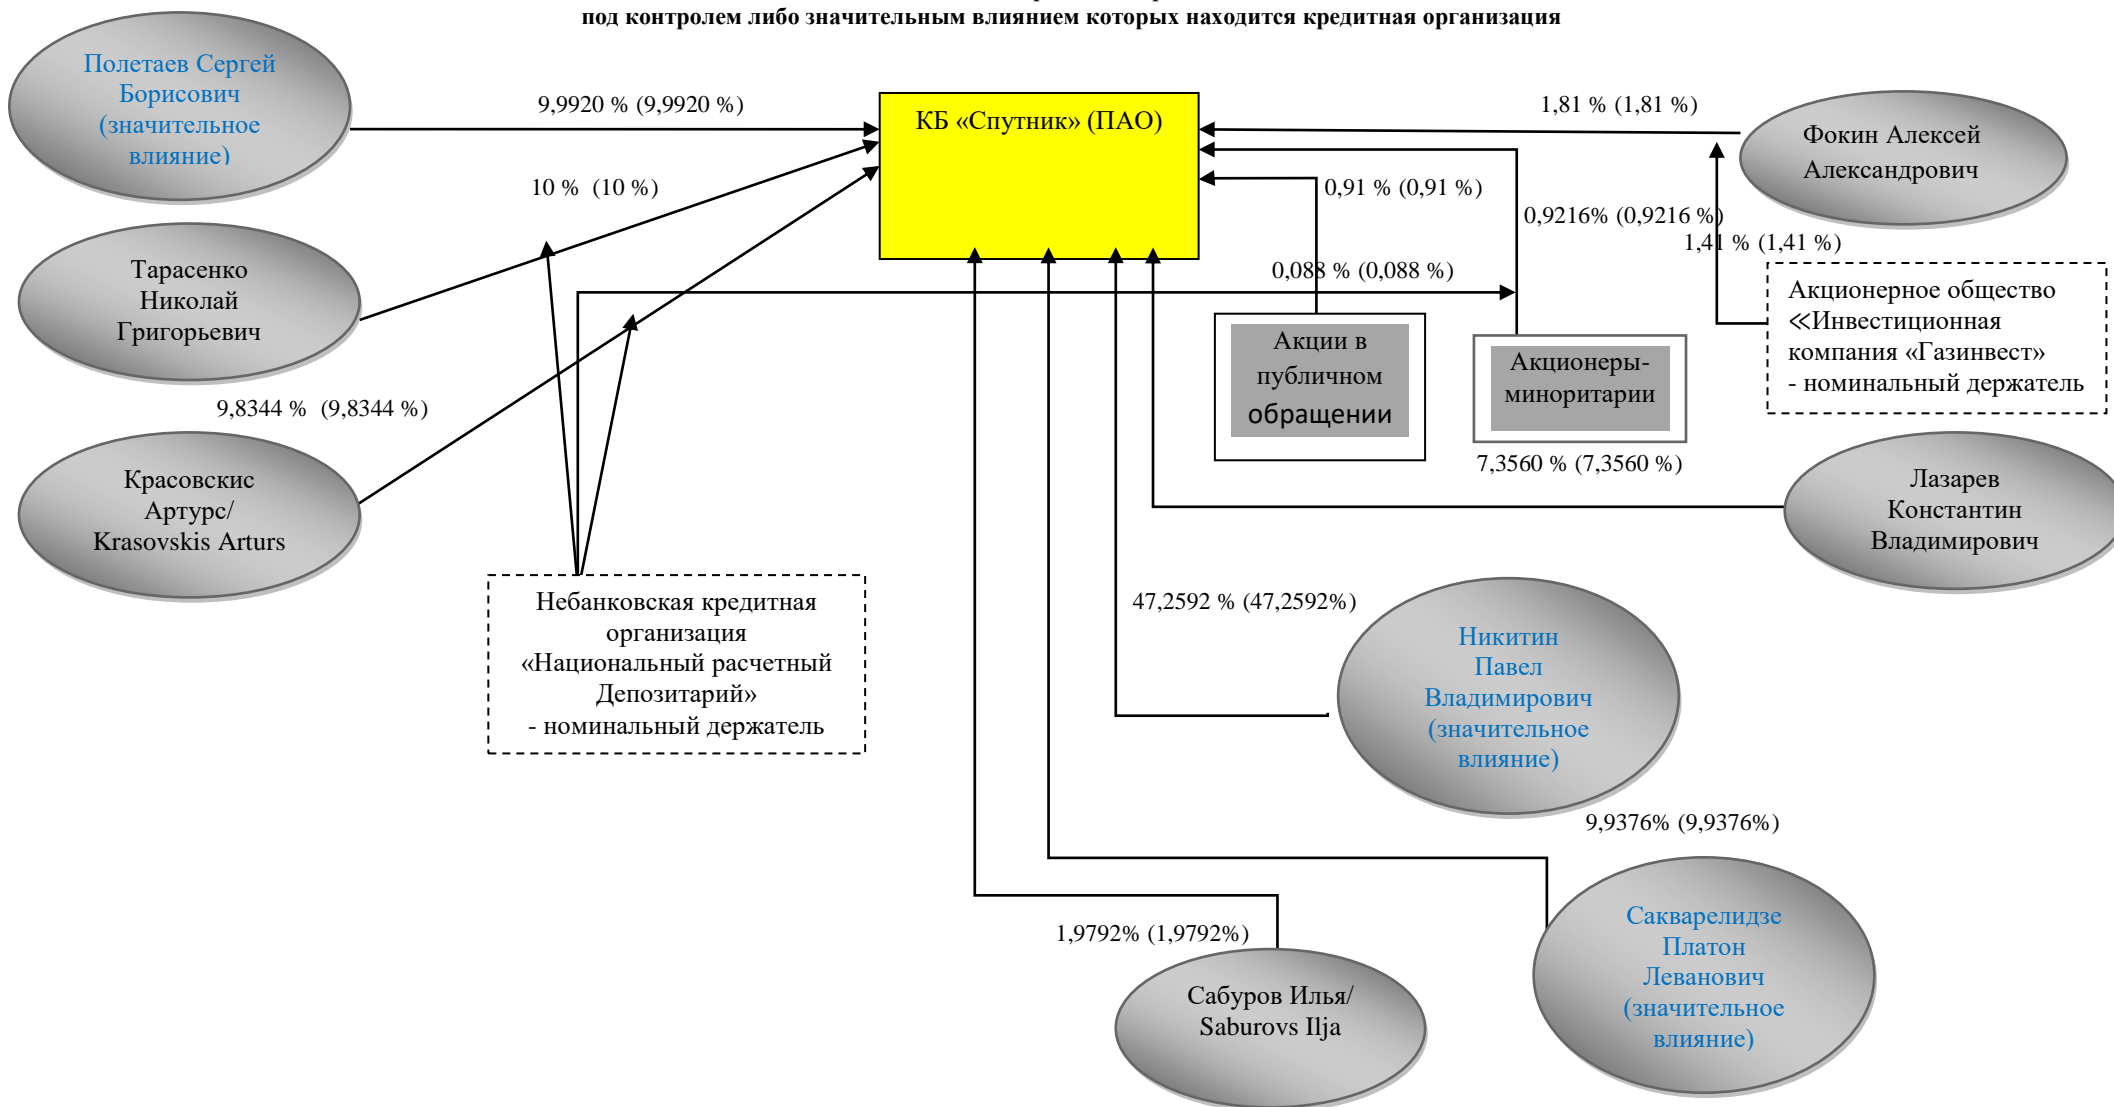 под контролем либо значительным влиянием которых находится кредитная организация
Полетаев Сергей
Борисович
(значительное
влияние)
9,9920 % (9,9920 %)
КБ «Спутник» (ПАО)
1,81 % (1,81 %)
Фокин Алексей
Александрович
10 % (10 %)
0,91 % (0,91 %)
0,9216% (0,9216 %)
1,41 % (1,41 %)
Тарасенко
Николай
Григорьевич
0,088 % (0,088 %)
Акционерное общество
≪Инвестиционная
компания «Газинвест»
- номинальный держатель
Акции в
публичном
обращении
Акционеры-
миноритарии
9,8344 % (9,8344 %)
7,3560 % (7,3560 %)
Красовскис
Артурс/
Krasovskis Arturs
Лазарев
Константин
Владимирович
Небанковская кредитная
организация
«Национальный расчетный
Депозитарий»
- номинальный держатель
47,2592 % (47,2592%)
Никитин
Павел
Владимирович
(значительное
влияние)
9,9376% (9,9376%)
Сакварелидзе
Платон
Леванович
(значительное
влияние)
1,9792% (1,9792%)
Сабуров Илья/
Saburovs Ilja